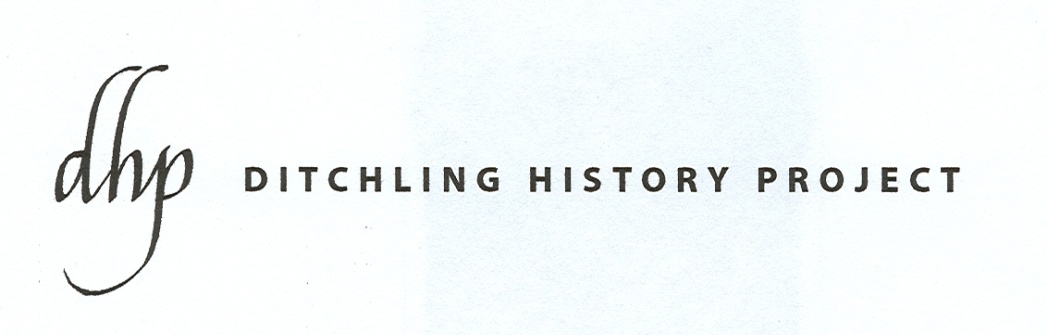 dhp DITCHLING HISTORY PROJECT